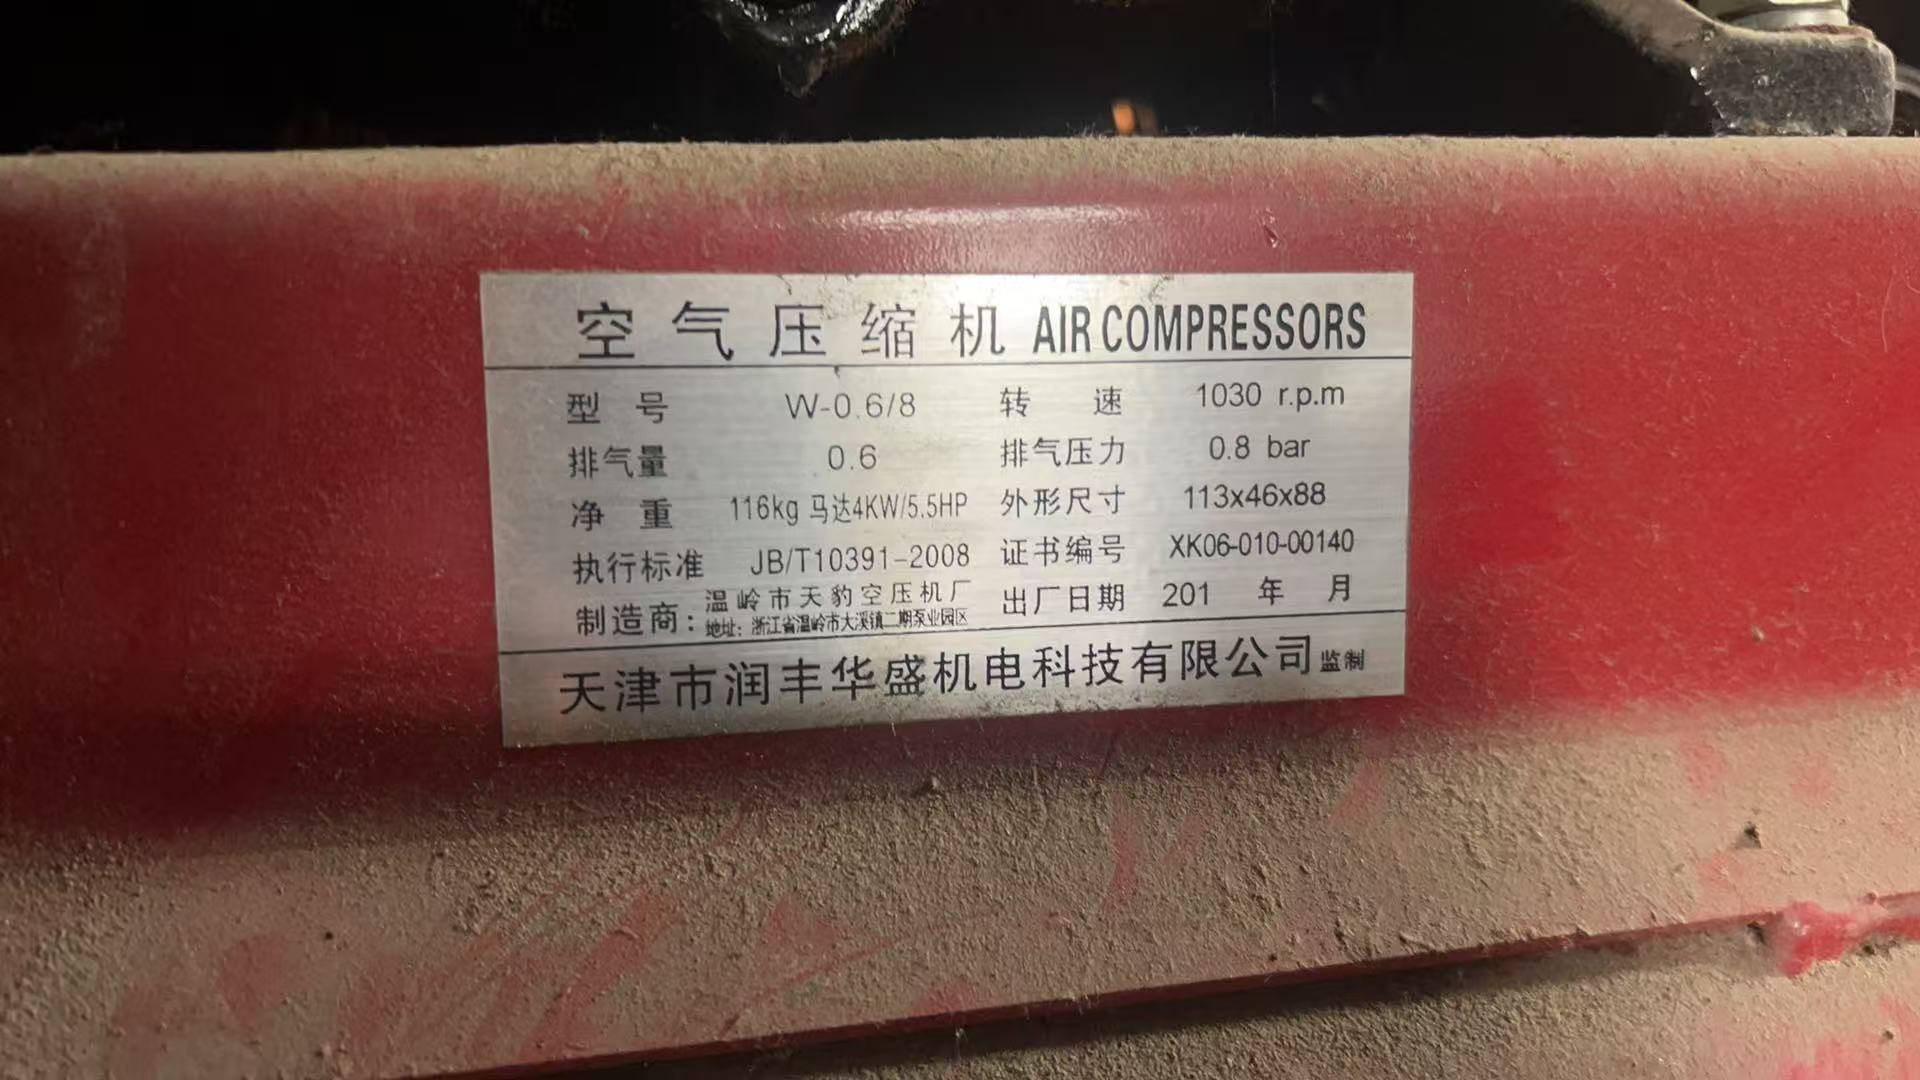 空气压缩机 AIR COMPRESSORS
型号 W-0.6/8 转速 1030 r.p.m
排气量 0.6 排气压力 0.8 bar
净重 116kg 马达4KW/5.5HP 外形尺寸 113x46x88
执行标准 JB/T10391-2008 证书编号 XK06-010-00140
制造商: 温岭市天豹空压机厂 出厂日期 201 年 月
地址: 浙江省温岭市大溪镇二期泵业园区
天津市润丰华盛机电科技有限公司监制